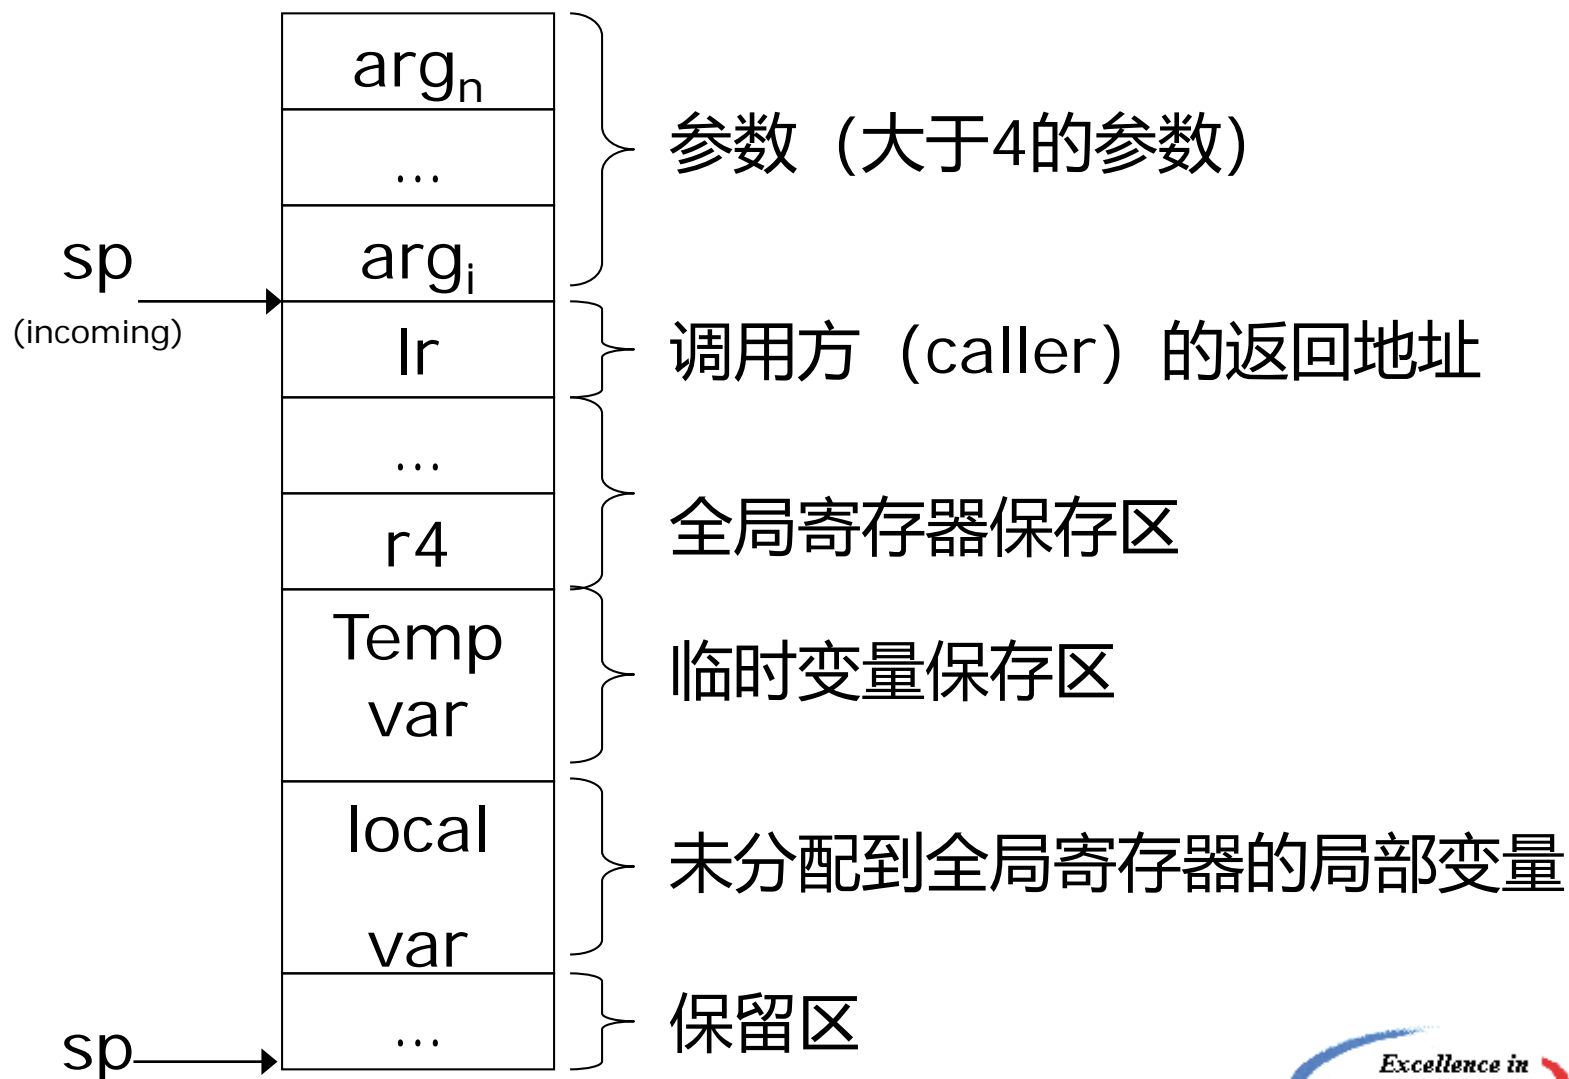 arg_n
...
参数（大于4的参数）
arg_i
sp
(incoming)
lr
调用方（caller）的返回地址
...
r4
全局寄存器保存区
Temp
var
临时变量保存区
local
var
未分配到全局寄存器的局部变量
...
保留区
sp
Excellence in